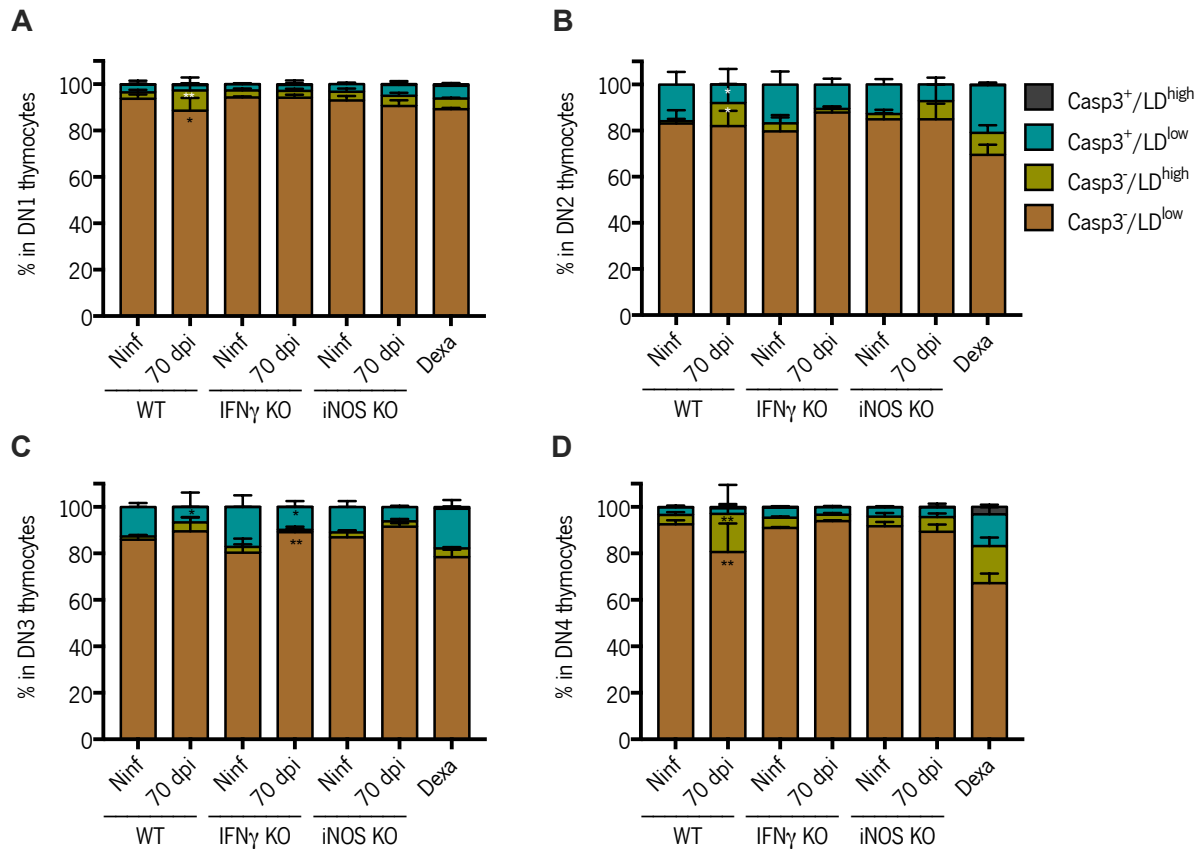 A
% in DN1 thymocytes
100
80
60
40
20
0
**
*
Ninf
70 dpi
Ninf
70 dpi
Ninf
70 dpi
Dexa
WT
IFNγ KO
iNOS KO
B
% in DN2 thymocytes
100
80
60
40
20
0
*
*
Ninf
70 dpi
Ninf
70 dpi
Ninf
70 dpi
Dexa
WT
IFNγ KO
iNOS KO
Casp3⁺/LDhigh
Casp3⁺/LDlow
Casp3⁻/LDhigh
Casp3⁻/LDlow
C
% in DN3 thymocytes
100
80
60
40
20
0
*
*
**
Ninf
70 dpi
Ninf
70 dpi
Ninf
70 dpi
Dexa
WT
IFNγ KO
iNOS KO
D
% in DN4 thymocytes
100
80
60
40
20
0
**
**
Ninf
70 dpi
Ninf
70 dpi
Ninf
70 dpi
Dexa
WT
IFNγ KO
iNOS KO